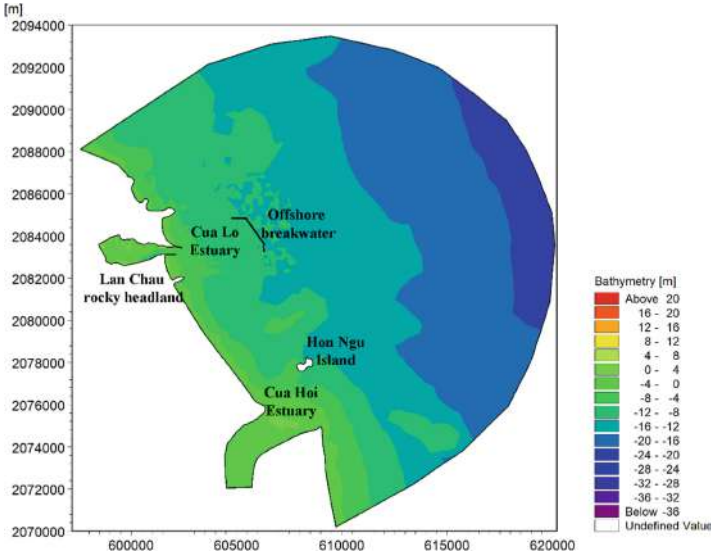 [m]
2094000
2092000
2090000
2088000
2086000
2084000
2082000
2080000
2078000
2076000
2074000
2072000
2070000
600000 605000 610000 615000 620000
Offshore
breakwater
Cua Lo
Estuary
Lan Chau
rocky headland
Hon Ngu
Island
Cua Hoi
Estuary
Bathymetry [m]
Above 20
16 - 20
12 - 16
8 - 12
4 - 8
0 - 4
-4 - 0
-8 - -4
-12 - -8
-16 - -12
-20 - -16
-24 - -20
-28 - -24
-32 - -28
-36 - -32
Below -36
Undefined Value